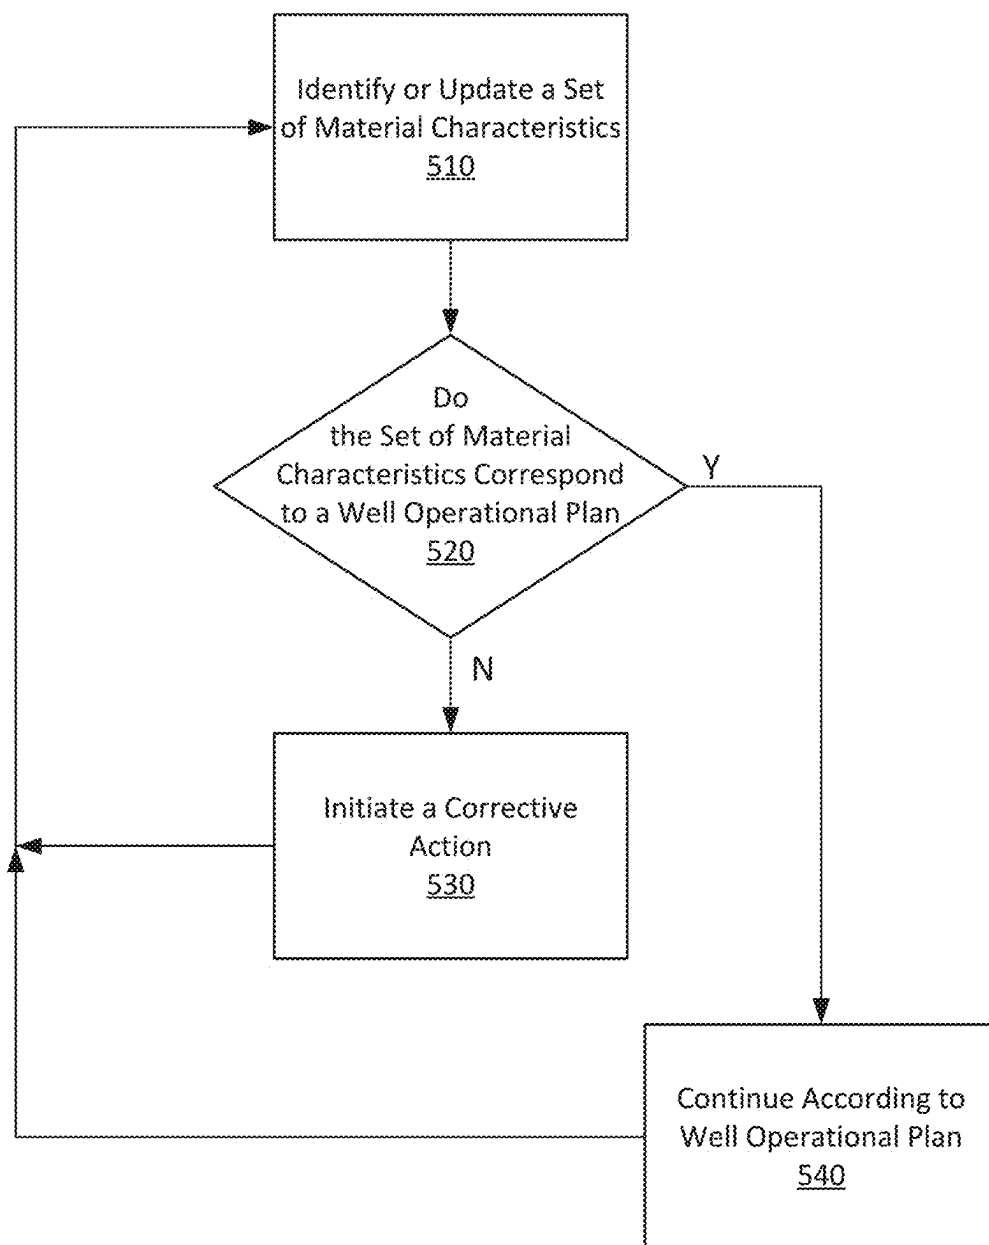 Identify or Update a Set
of Material Characteristics
510
Do
the Set of Material
Characteristics Correspond
to a Well Operational Plan
520
Y
N
Initiate a Corrective
Action
530
Continue According to
Well Operational Plan
540